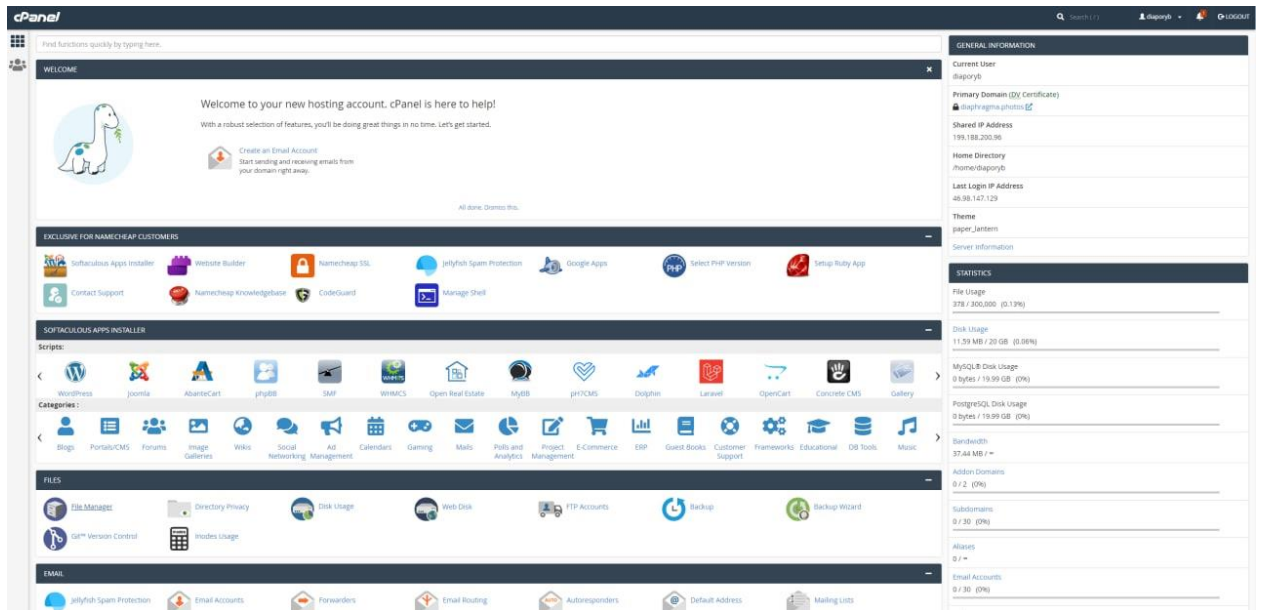 cPanel
Search ( / )
diaporyb
LOGOUT
Find functions quickly by typing here.
WELCOME
Welcome to your new hosting account. cPanel is here to help!
With a robust selection of features, you'll be doing great things in no time. Let's get started.
Create an Email Account
Start sending and receiving emails from
your domain right away.
All done. Dismiss this.
EXCLUSIVE FOR NAMECHEAP CUSTOMERS
Softaculous Apps Installer
Website Builder
Namecheap SSL
Jellyfish Spam Protection
Google Apps
Select PHP Version
Setup Ruby App
Contact Support
Namecheap Knowledgebase
CodeGuard
Manage Shell
SOFTACULOUS APPS INSTALLER
Scripts:
WordPress
Joomla
AbanteCart
phpBB
SMF
WHMCS
Open Real Estate
MyBB
pH7CMS
Dolphin
Laravel
OpenCart
Concrete CMS
Gallery
Categories :
Blogs
Portals/CMS
Forums
Image
Galleries
Wikis
Social
Networking
Ad
Management
Calendars
Gaming
Mails
Polls and
Analytics
Project
Management
E-Commerce
ERP
Guest Books
Customer
Support
Frameworks
Educational
DB Tools
Music
FILES
File Manager
Directory Privacy
Disk Usage
Web Disk
FTP Accounts
Backup
Backup Wizard
Git™ Version Control
Inodes Usage
EMAIL
Jellyfish Spam Protection
Email Accounts
Forwarders
Email Routing
Autoresponders
Default Address
Mailing Lists
GENERAL INFORMATION
Current User
diaporyb
Primary Domain (DV Certificate)
diaphragma.photos
Shared IP Address
199.188.200.96
Home Directory
/home/diaporyb
Last Login IP Address
46.98.147.129
Theme
paper_lantern
Server Information
STATISTICS
File Usage
378 / 300,000 (0.13%)
Disk Usage
11.59 MB / 20 GB (0.06%)
MySQL® Disk Usage
0 bytes / 19.99 GB (0%)
PostgreSQL Disk Usage
0 bytes / 19.99 GB (0%)
Bandwidth
37.44 MB / ∞
Addon Domains
0 / 2 (0%)
Subdomains
0 / 30 (0%)
Aliases
0 / ∞
Email Accounts
0 / 30 (0%)